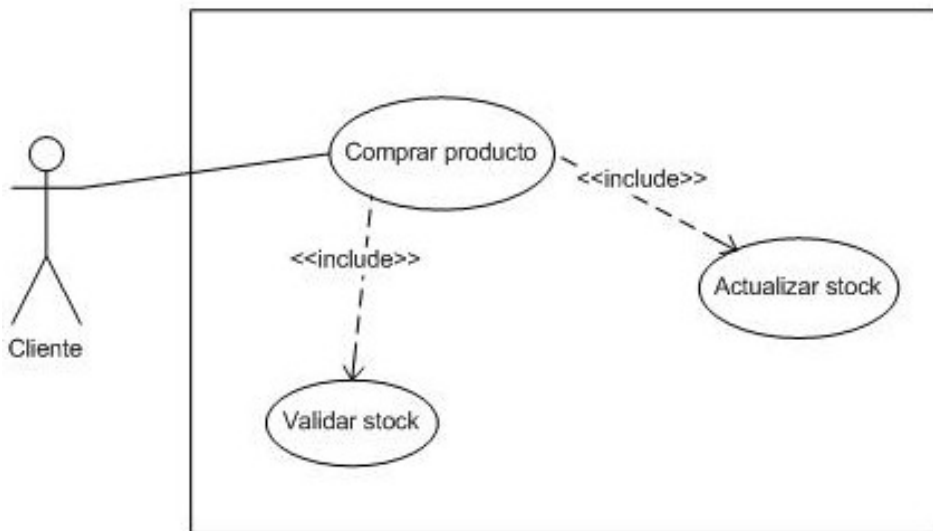 Comprar producto
<<include>>
<<include>>
Actualizar stock
Cliente
Validar stock